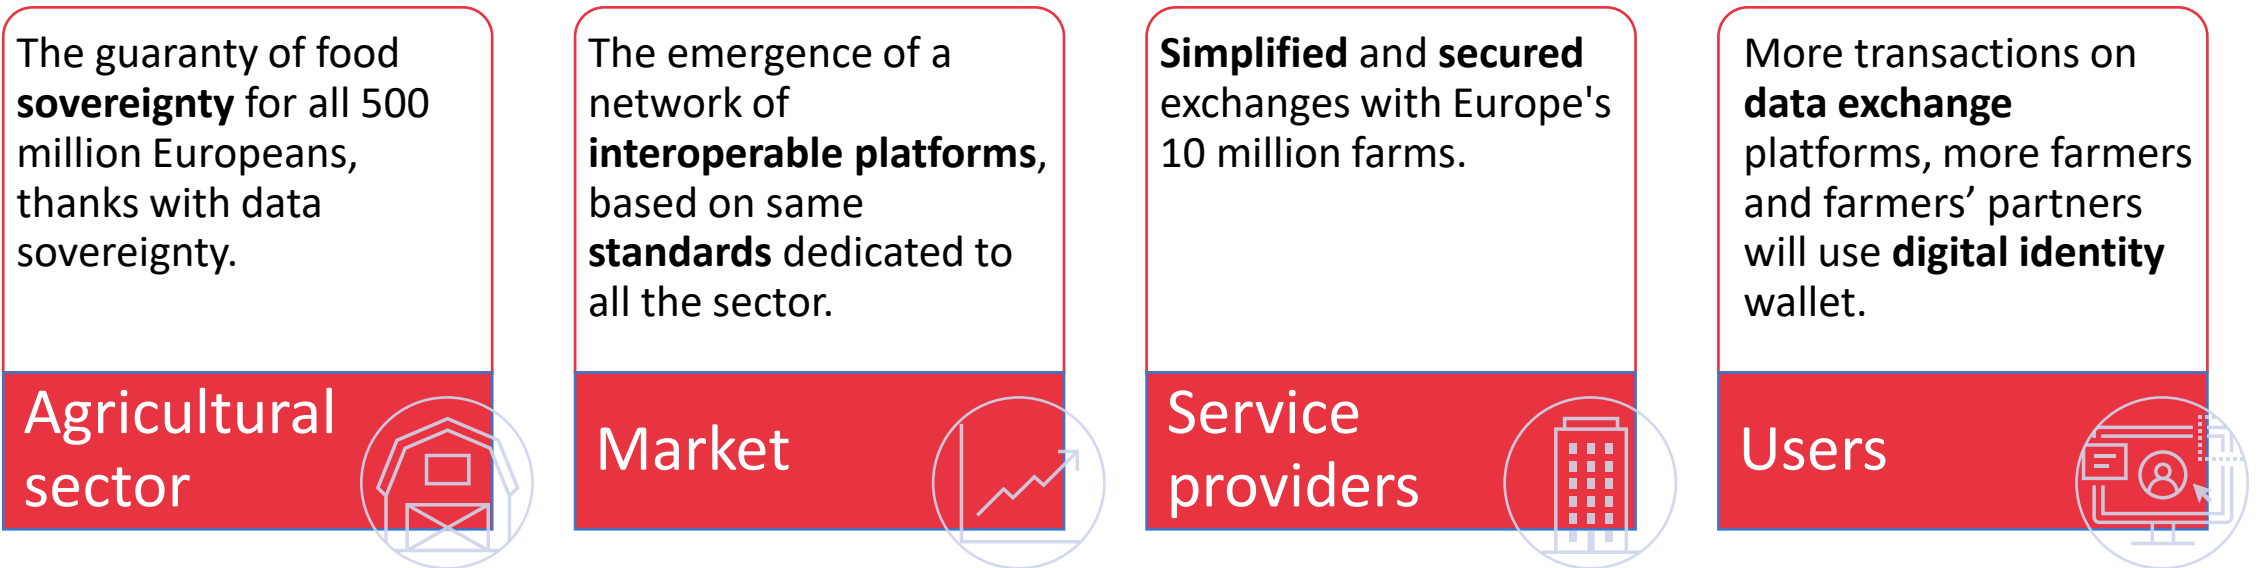 The guaranty of food
sovereignty for all 500
million Europeans,
thanks with data
sovereignty.
Agricultural
sector
The emergence of a
network of
interoperable platforms,
based on same
standards dedicated to
all the sector.
Market
Simplified and secured
exchanges with Europe's
10 million farms.
Service
providers
More transactions on
data exchange
platforms, more farmers
and farmers’ partners
will use digital identity
wallet.
Users